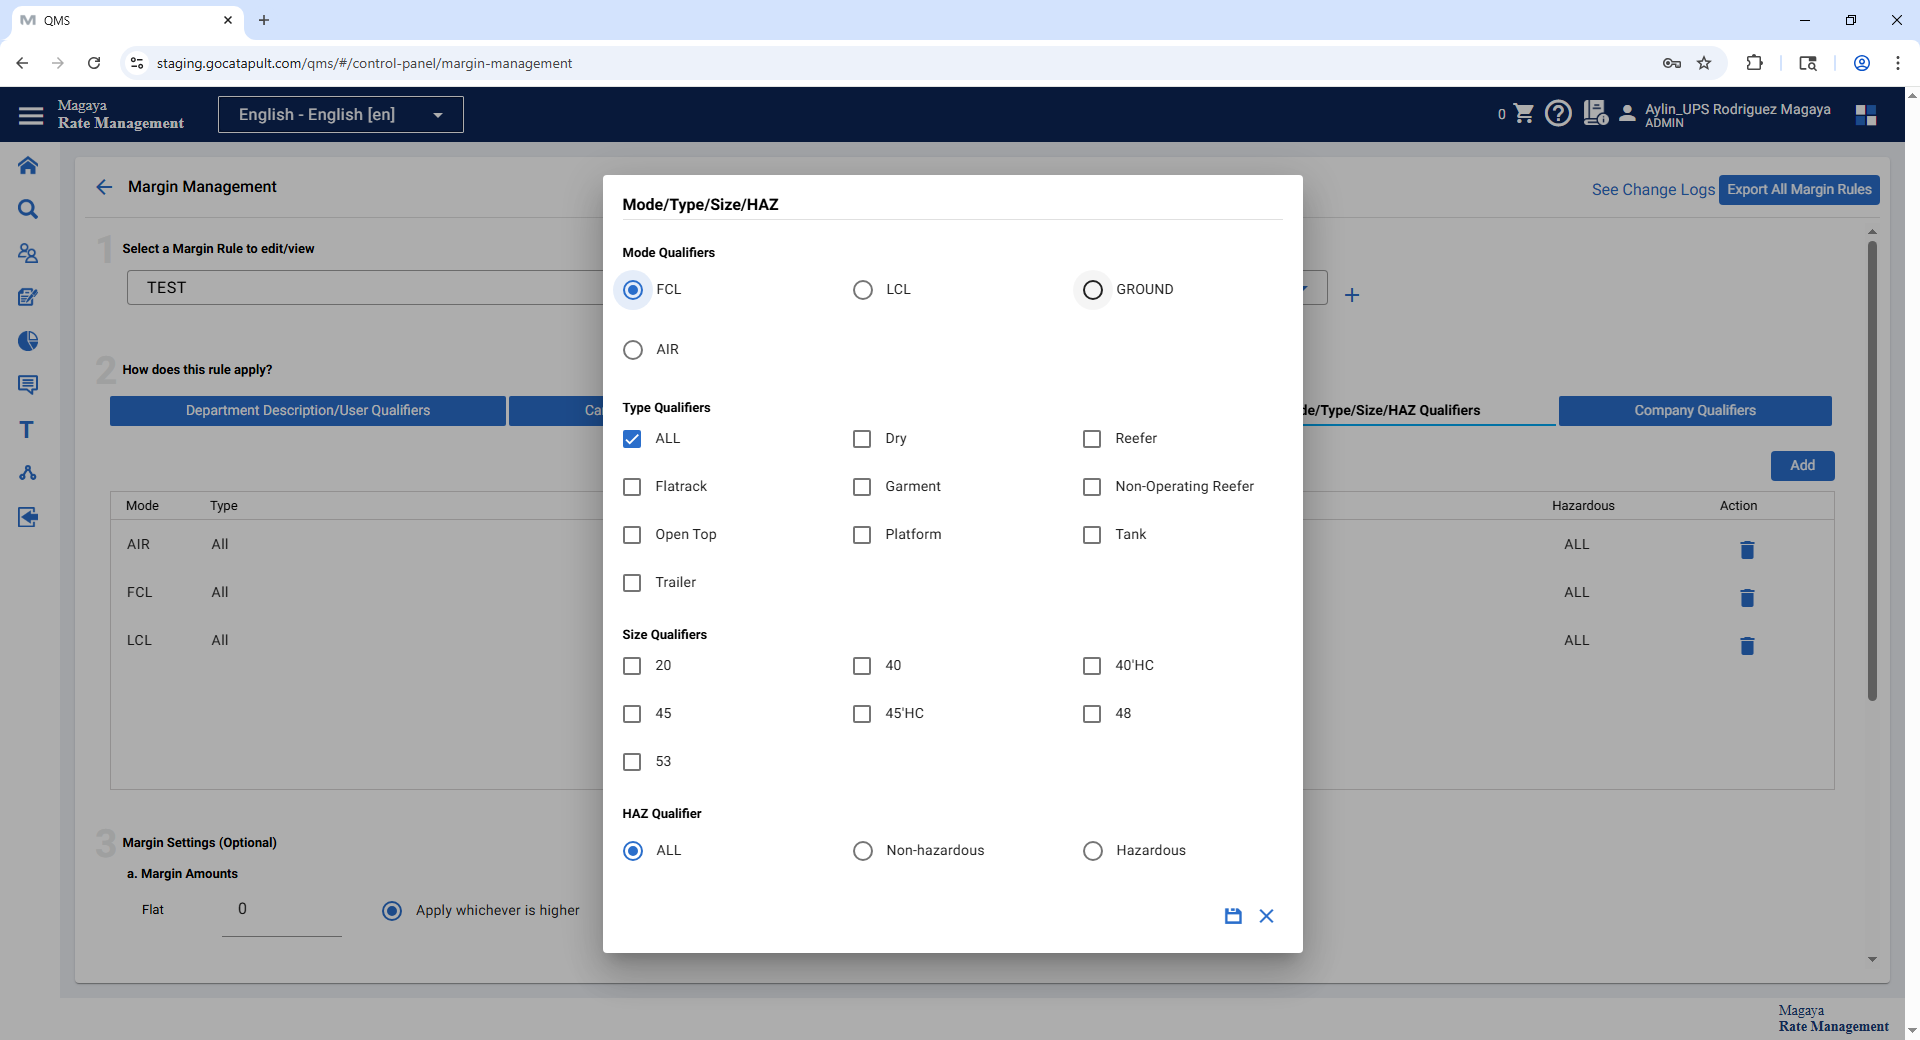 QMS
staging.gocatapult.com/qms/#/control-panel/margin-management
Magaya
Rate Management
English - English [en]
0
Aylin_UPS Rodriguez Magaya
ADMIN
Margin Management
See Change Logs
Export All Margin Rules
1 Select a Margin Rule to edit/view
TEST
2 How does this rule apply?
Department Description/User Qualifiers
Ca
de/Type/Size/HAZ Qualifiers
Company Qualifiers
Add
Mode Type Hazardous Action
AIR All ALL
FCL All ALL
LCL All ALL
3 Margin Settings (Optional)
a. Margin Amounts
Flat 0 Apply whichever is higher
Mode/Type/Size/HAZ
Mode Qualifiers
FCL LCL GROUND
AIR
Type Qualifiers
ALL Dry Reefer
Flatrack Garment Non-Operating Reefer
Open Top Platform Tank
Trailer
Size Qualifiers
20 40 40'HC
45 45'HC 48
53
HAZ Qualifier
ALL Non-hazardous Hazardous
Magaya
Rate Management